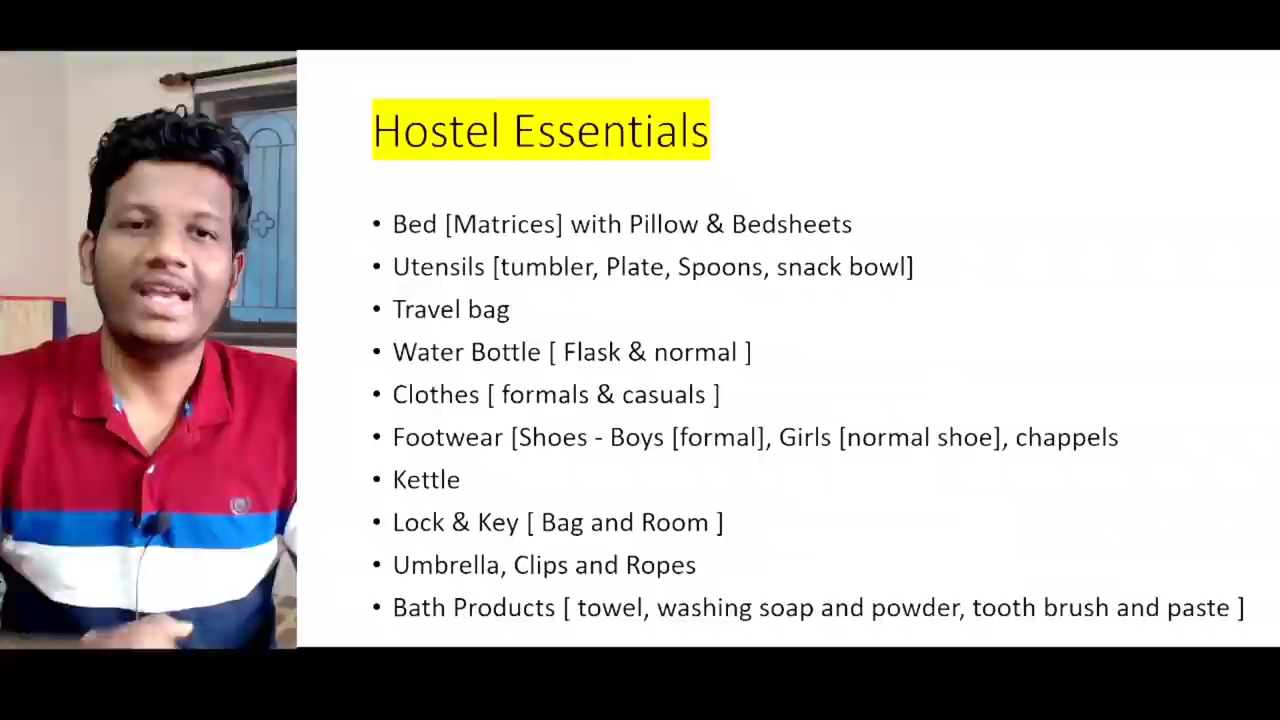 Hostel Essentials
• Bed [Matrices] with Pillow & Bedsheets
• Utensils [tumbler, Plate, Spoons, snack bowl]
• Travel bag
• Water Bottle [ Flask & normal ]
• Clothes [ formals & casuals ]
• Footwear [Shoes - Boys [formal], Girls [normal shoe], chappels
• Kettle
• Lock & Key [ Bag and Room ]
• Umbrella, Clips and Ropes
• Bath Products [ towel, washing soap and powder, tooth brush and paste ]